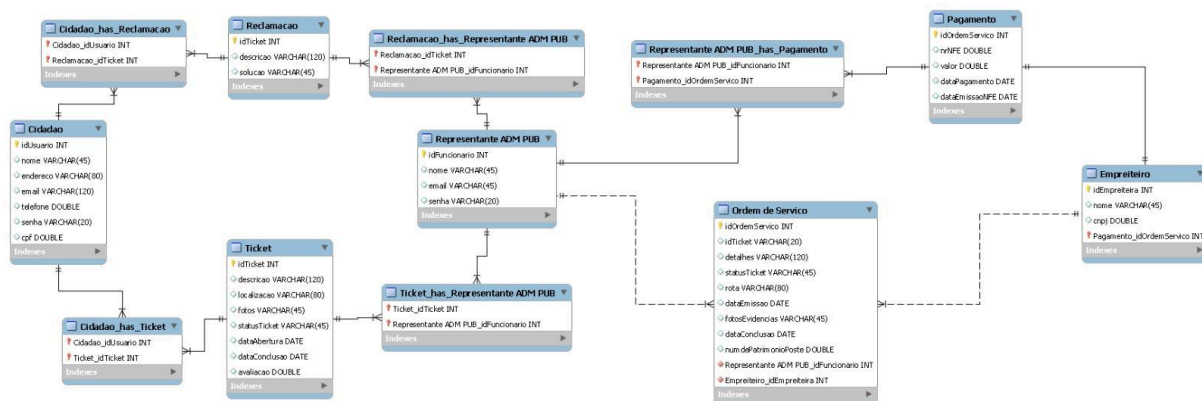 Cidadao_has_Reclamacao
Cidadao_idUsuario INT
Reclamacao_idTicket INT
Indexes
Reclamacao
idTicket INT
descricao VARCHAR(120)
solucao VARCHAR(45)
Indexes
Reclamacao_has_Representante ADM PUB
Reclamacao_idTicket INT
Representante ADM PUB_idFuncionario INT
Indexes
Representante ADM PUB_has_Pagamento
Representante ADM PUB_idFuncionario INT
Pagamento_idOrdemServico INT
Indexes
Pagamento
idOrdemServico INT
nrNFE DOUBLE
valor DOUBLE
dataPagamento DATE
dataEmissaoNFE DATE
Indexes
Cidadao
idUsuario INT
nome VARCHAR(45)
endereco VARCHAR(80)
email VARCHAR(120)
telefone DOUBLE
senha VARCHAR(20)
cpf DOUBLE
Indexes
Representante ADM PUB
idFuncionario INT
nome VARCHAR(45)
email VARCHAR(45)
senha VARCHAR(20)
Indexes
Empreiteiro
idEmpreiteira INT
nome VARCHAR(45)
cnpj DOUBLE
Pagamento_idOrdemServico INT
Indexes
Ordem de Servico
idOrdemServico INT
idTicket VARCHAR(20)
detalhes VARCHAR(120)
statusTicket VARCHAR(45)
rota VARCHAR(80)
dataEmissao DATE
fotosEvidencias VARCHAR(45)
dataConclusao DATE
numdePatrimonioPoste DOUBLE
Representante ADM PUB_idFuncionario INT
Empreiteiro_idEmpreiteira INT
Indexes
Ticket
idTicket INT
descricao VARCHAR(120)
localizacao VARCHAR(80)
fotos VARCHAR(45)
statusTicket VARCHAR(45)
dataAbertura DATE
dataConclusao DATE
avaliacao DOUBLE
Indexes
Ticket_has_Representante ADM PUB
Ticket_idTicket INT
Representante ADM PUB_idFuncionario INT
Indexes
Cidadao_has_Ticket
Cidadao_idUsuario INT
Ticket_idTicket INT
Indexes